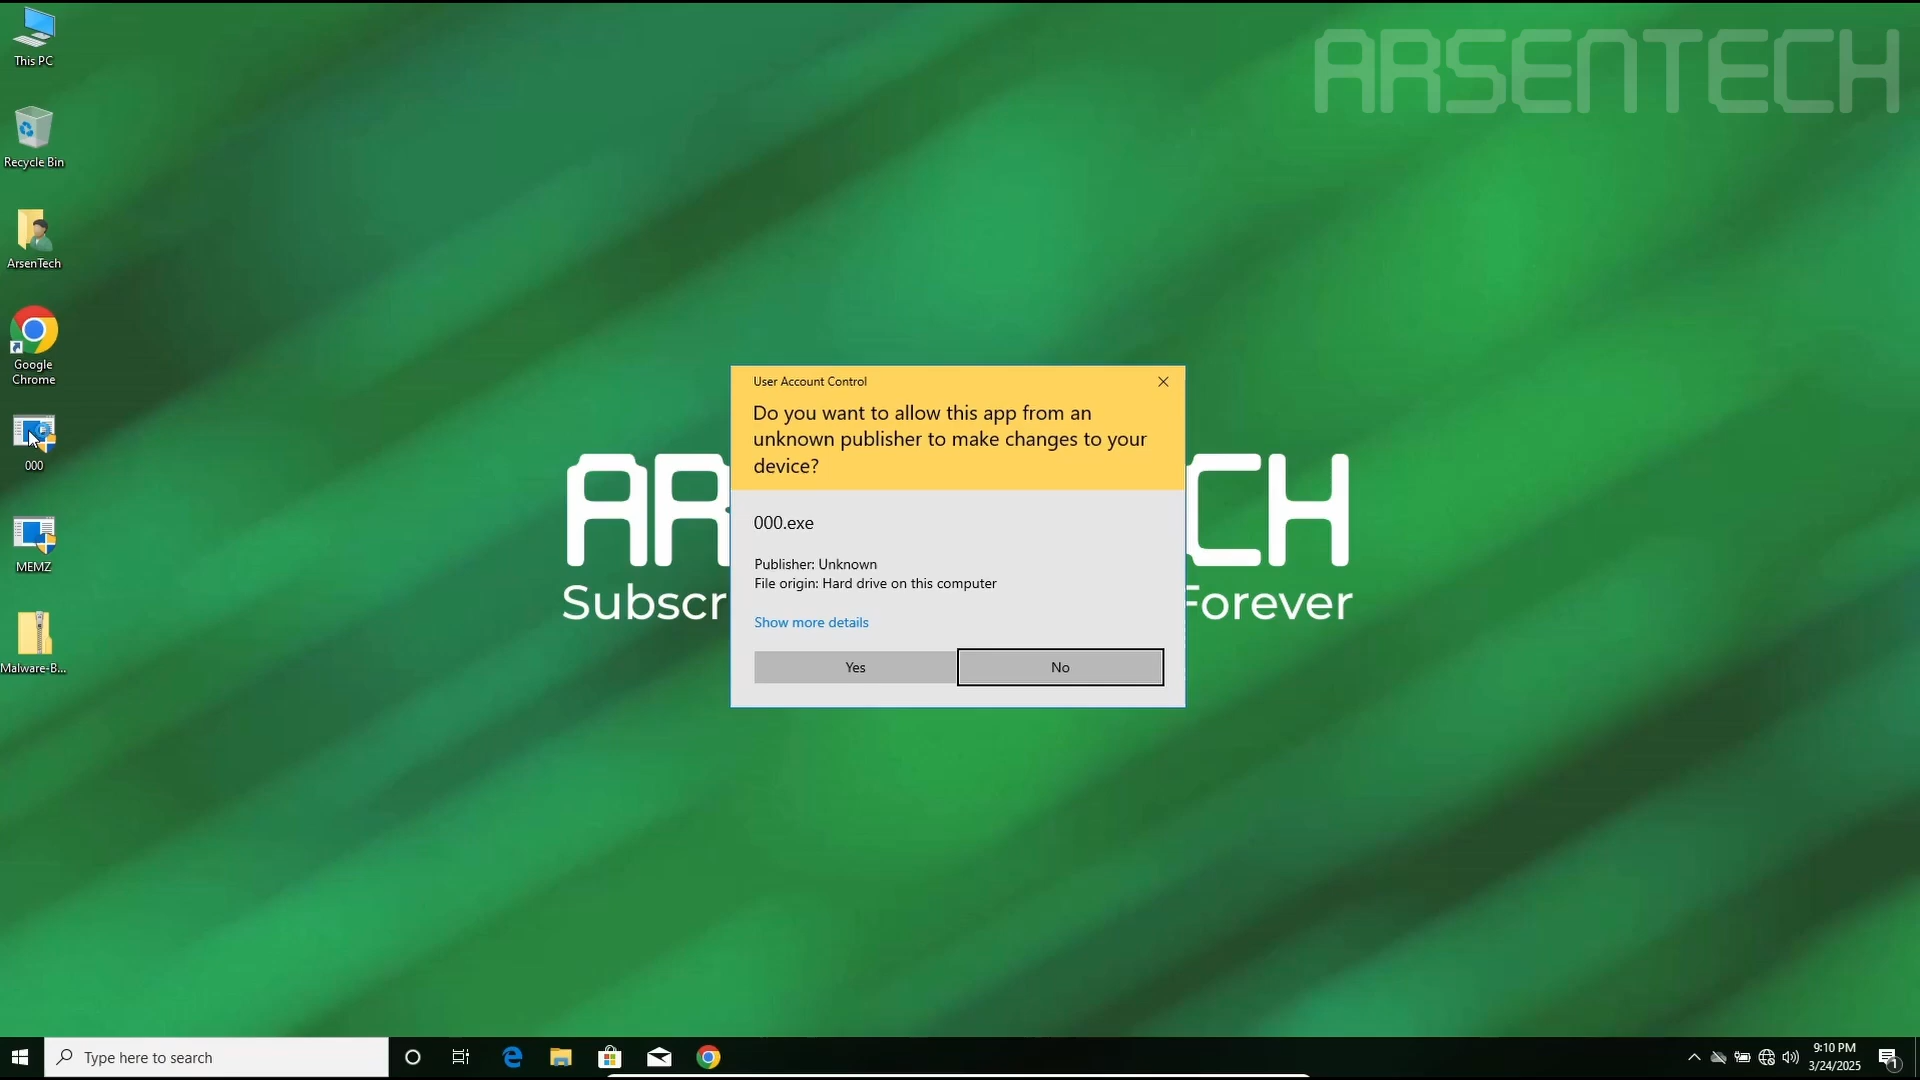 ARSENTECH
This PC
Recycle Bin
ArsenTech
Google
Chrome
000
MEMZ
Malware-B...
User Account Control
Do you want to allow this app from an
unknown publisher to make changes to your
device?
000.exe
Publisher: Unknown
File origin: Hard drive on this computer
Show more details
Yes
No
AR CH
Subscr Forever
Type here to search
9:10 PM
3/24/2025
1